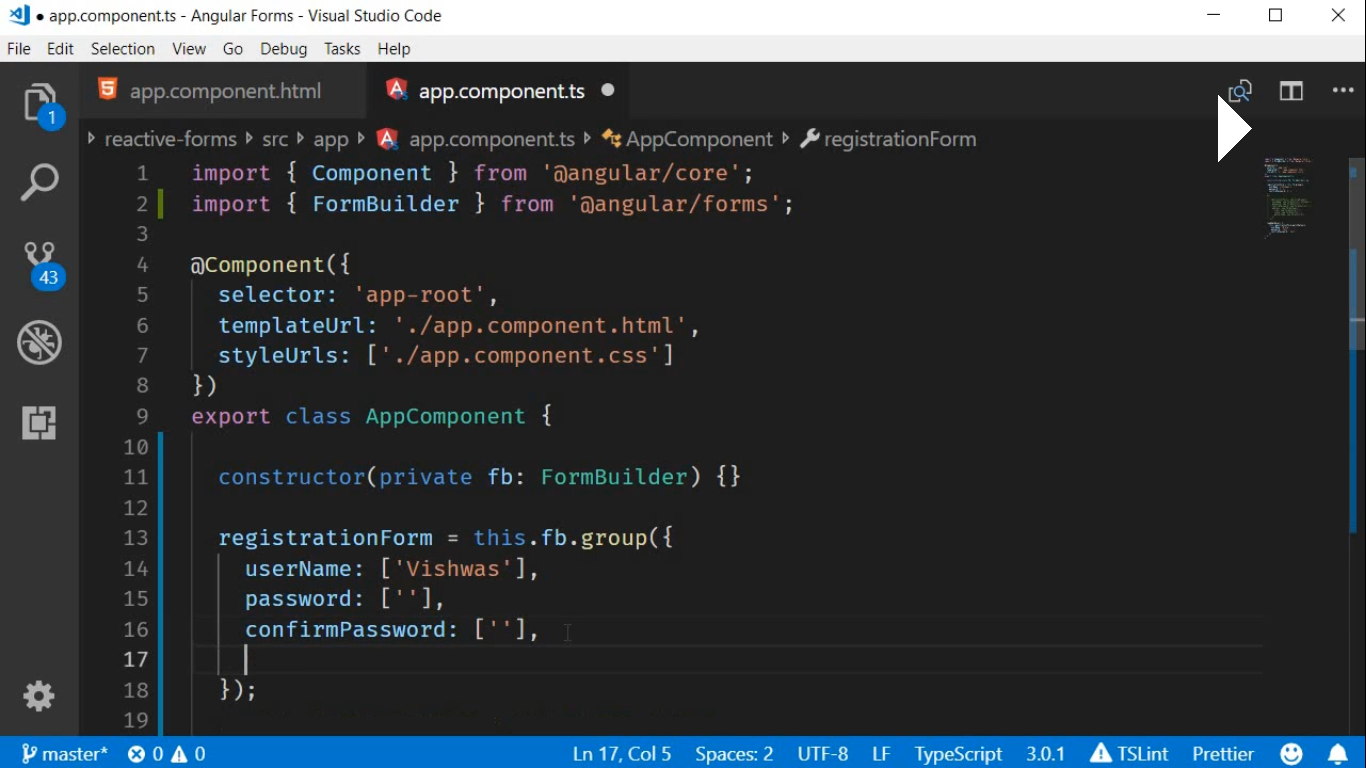 app.component.ts - Angular Forms - Visual Studio Code
File Edit Selection View Go Debug Tasks Help
app.component.html app.component.ts
1
reactive-forms src app app.component.ts AppComponent registrationForm
1 import { Component } from '@angular/core';
2 import { FormBuilder } from '@angular/forms';
3
4 @Component({
5 selector: 'app-root',
6 templateUrl: './app.component.html',
7 styleUrls: ['./app.component.css']
8 })
9 export class AppComponent {
10
11 constructor(private fb: FormBuilder) {}
12
13 registrationForm = this.fb.group({
14 userName: ['Vishwas'],
15 password: [''],
16 confirmPassword: [''],
17
18 });
19
43
master* 0 0 Ln 17, Col 5 Spaces: 2 UTF-8 LF TypeScript 3.0.1 TSLint Prettier